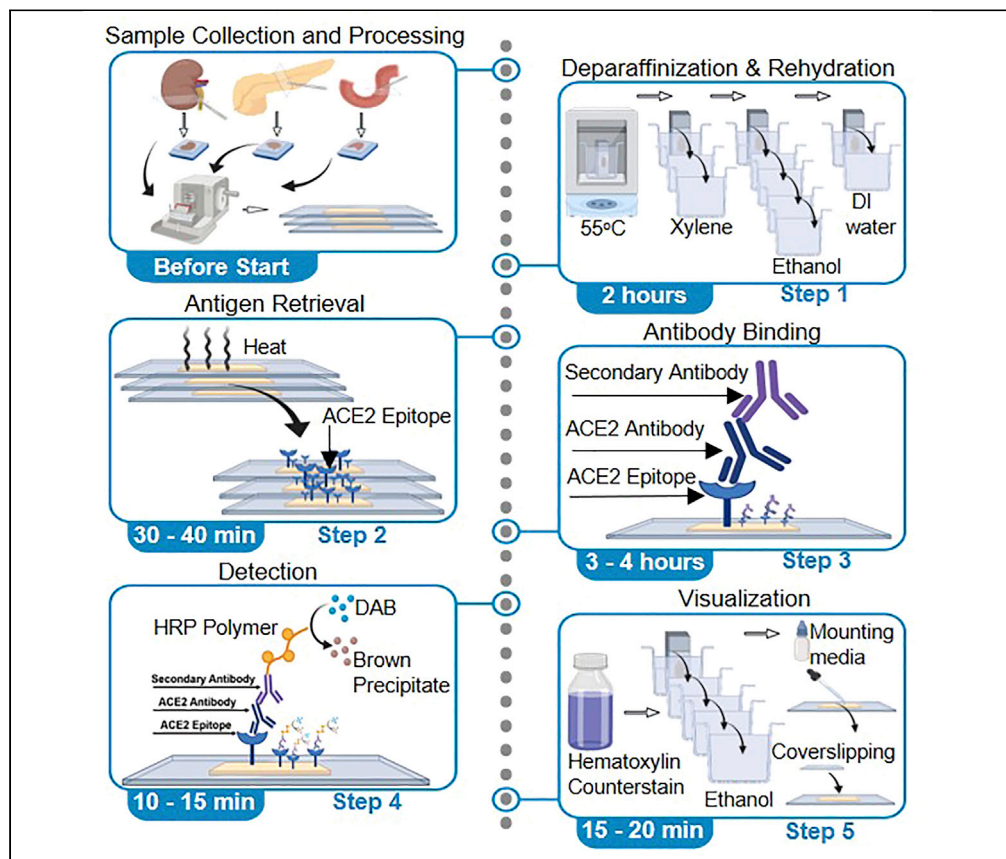 Sample Collection and Processing
Before Start
Deparaffinization & Rehydration
55°C
Xylene
Ethanol
DI
water
2 hours
Step 1
Antigen Retrieval
Heat
ACE2 Epitope
30 - 40 min
Step 2
Antibody Binding
Secondary Antibody
ACE2 Antibody
ACE2 Epitope
3 - 4 hours
Step 3
Detection
HRP Polymer
DAB
Brown
Precipitate
Secondary Antibody
ACE2 Antibody
ACE2 Epitope
10 - 15 min
Step 4
Visualization
Mounting
media
Hematoxylin
Counterstain
Ethanol
Coverslipping
15 - 20 min
Step 5